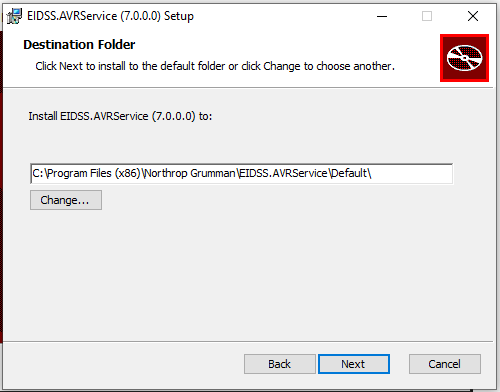 EIDSS.AVRService (7.0.0.0) Setup
Destination Folder
Click Next to install to the default folder or click Change to choose another.
Install EIDSS.AVRService (7.0.0.0) to:
C:\Program Files (x86)\Northrop Grumman\EIDSS.AVRService\Default\
Change...
Back Next Cancel